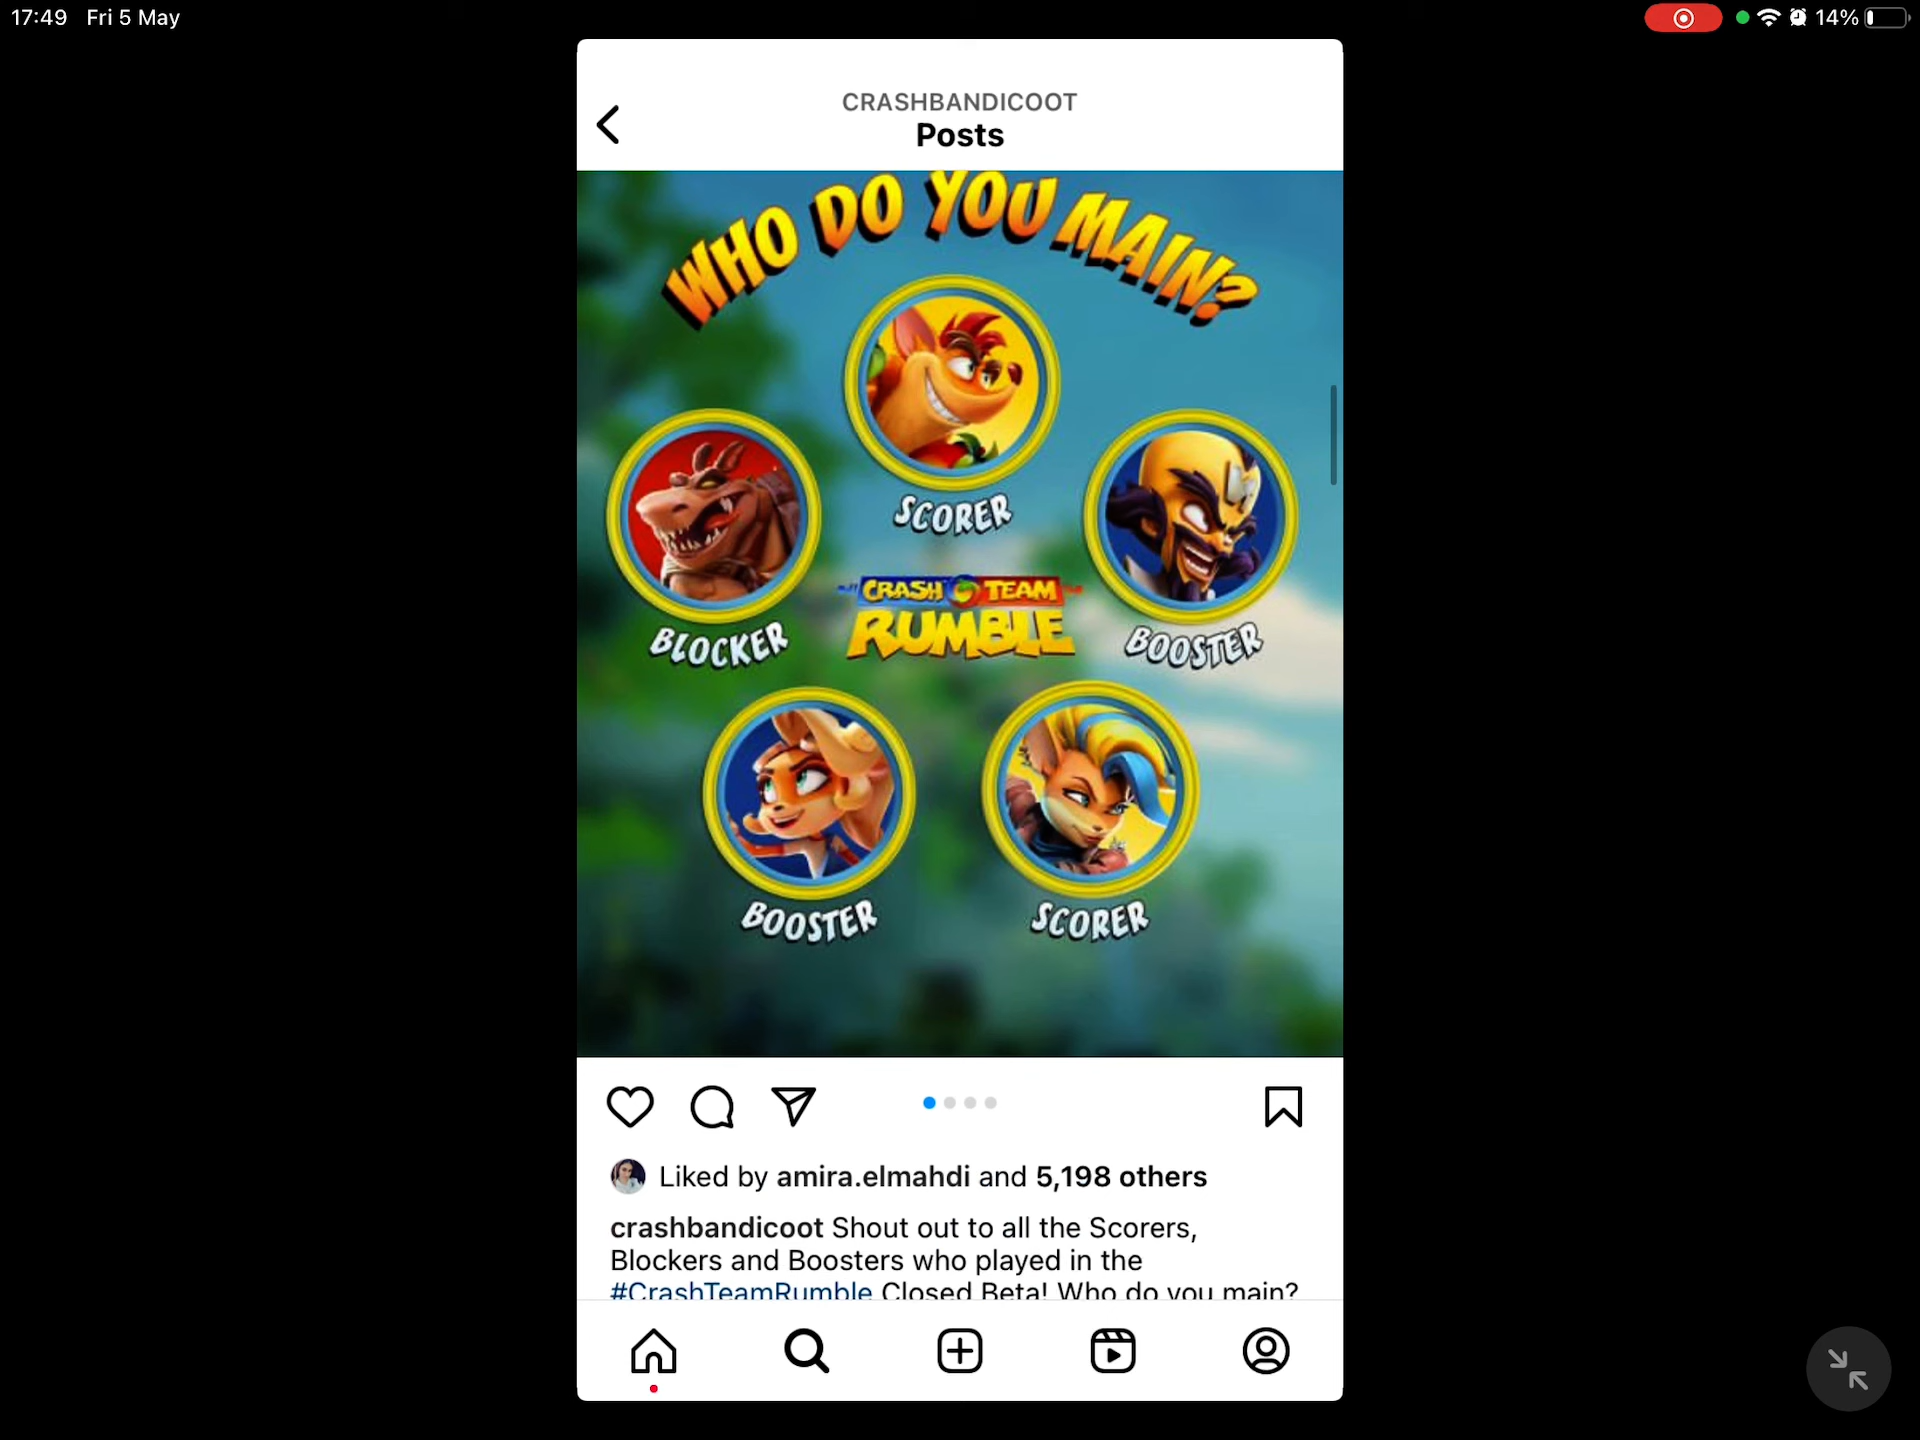 17:49 Fri 5 May
14%
CRASHBANDICOOT
Posts
WHO DO YOU MAIN?
SCORER
BLOCKER
BOOSTER
CRASH TEAM
RUMBLE
BOOSTER
SCORER
Liked by amira.elmahdi and 5,198 others
crashbandicoot Shout out to all the Scorers,
Blockers and Boosters who played in the
#CrashTeamRumble Closed Beta! Who do you main?